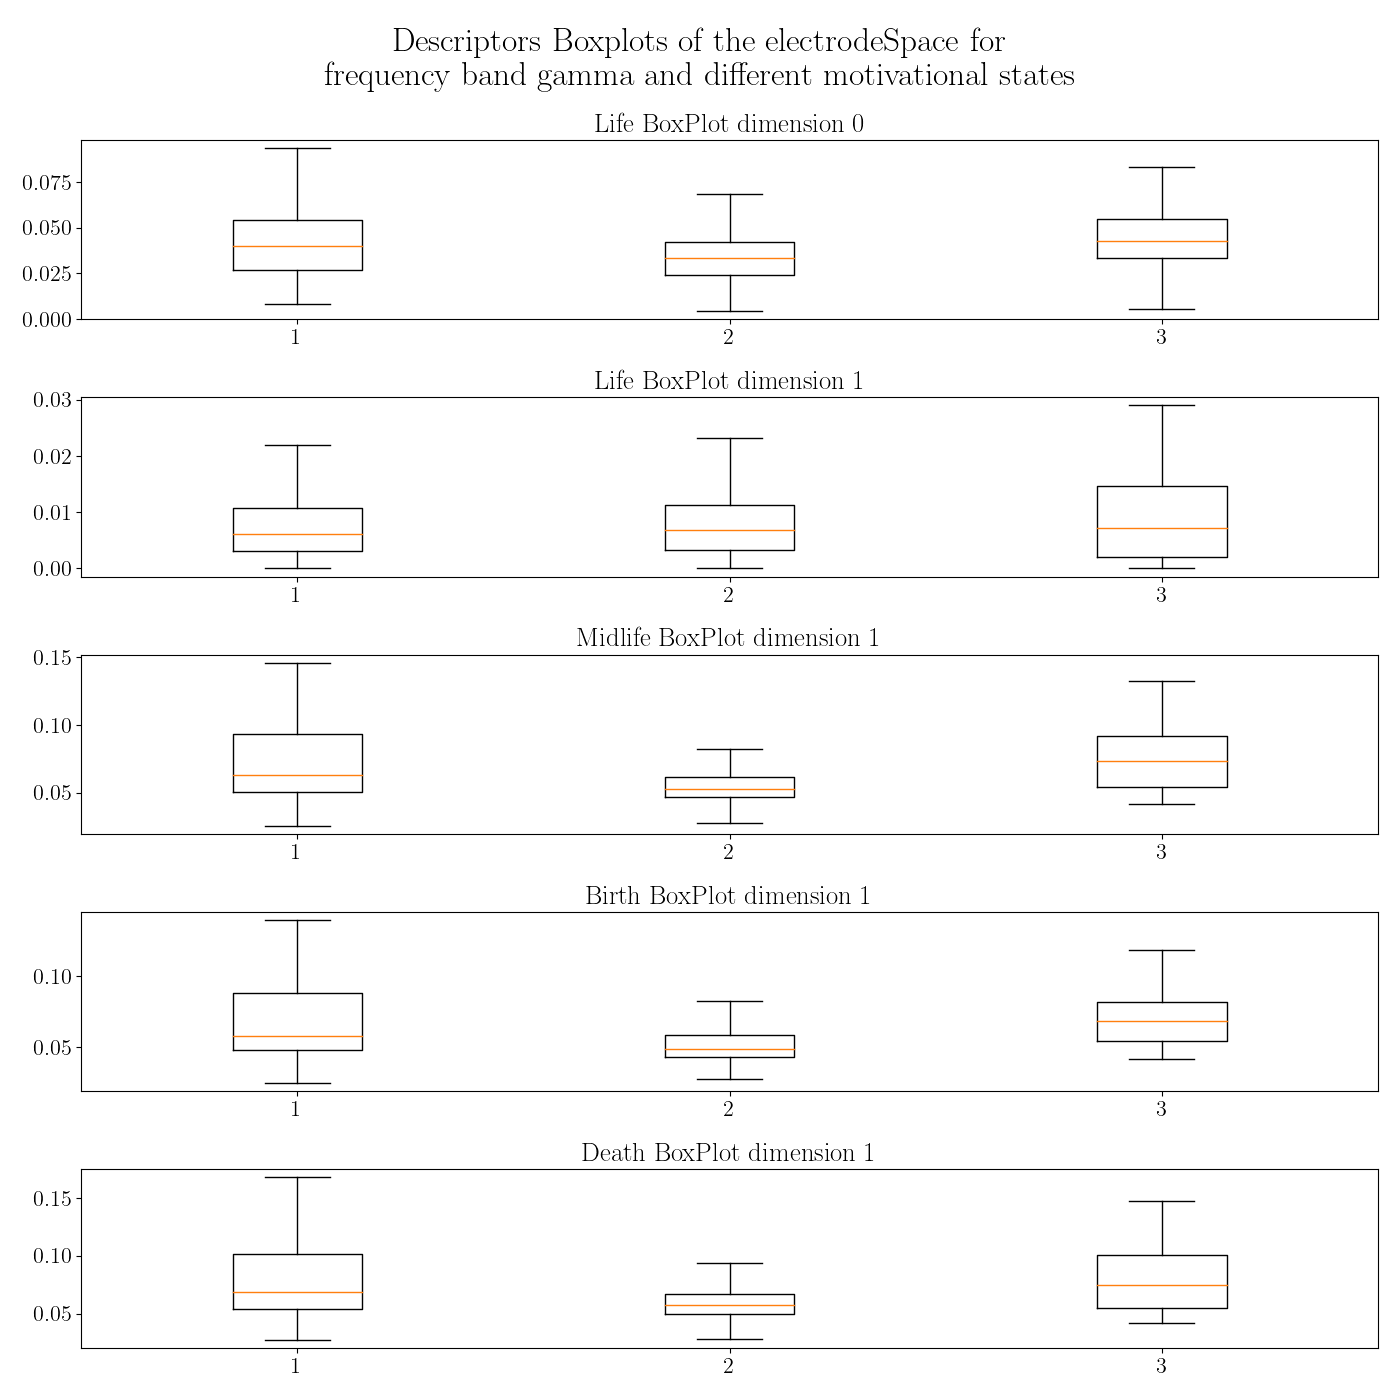 Descriptors Boxplots of the electrodeSpace for
frequency band gamma and different motivational states
Life BoxPlot dimension 0
0.075
0.050
0.025
0.000
1 2 3
Life BoxPlot dimension 1
0.03
0.02
0.01
0.00
1 2 3
Midlife BoxPlot dimension 1
0.15
0.10
0.05
1 2 3
Birth BoxPlot dimension 1
0.10
0.05
1 2 3
Death BoxPlot dimension 1
0.15
0.10
0.05
1 2 3